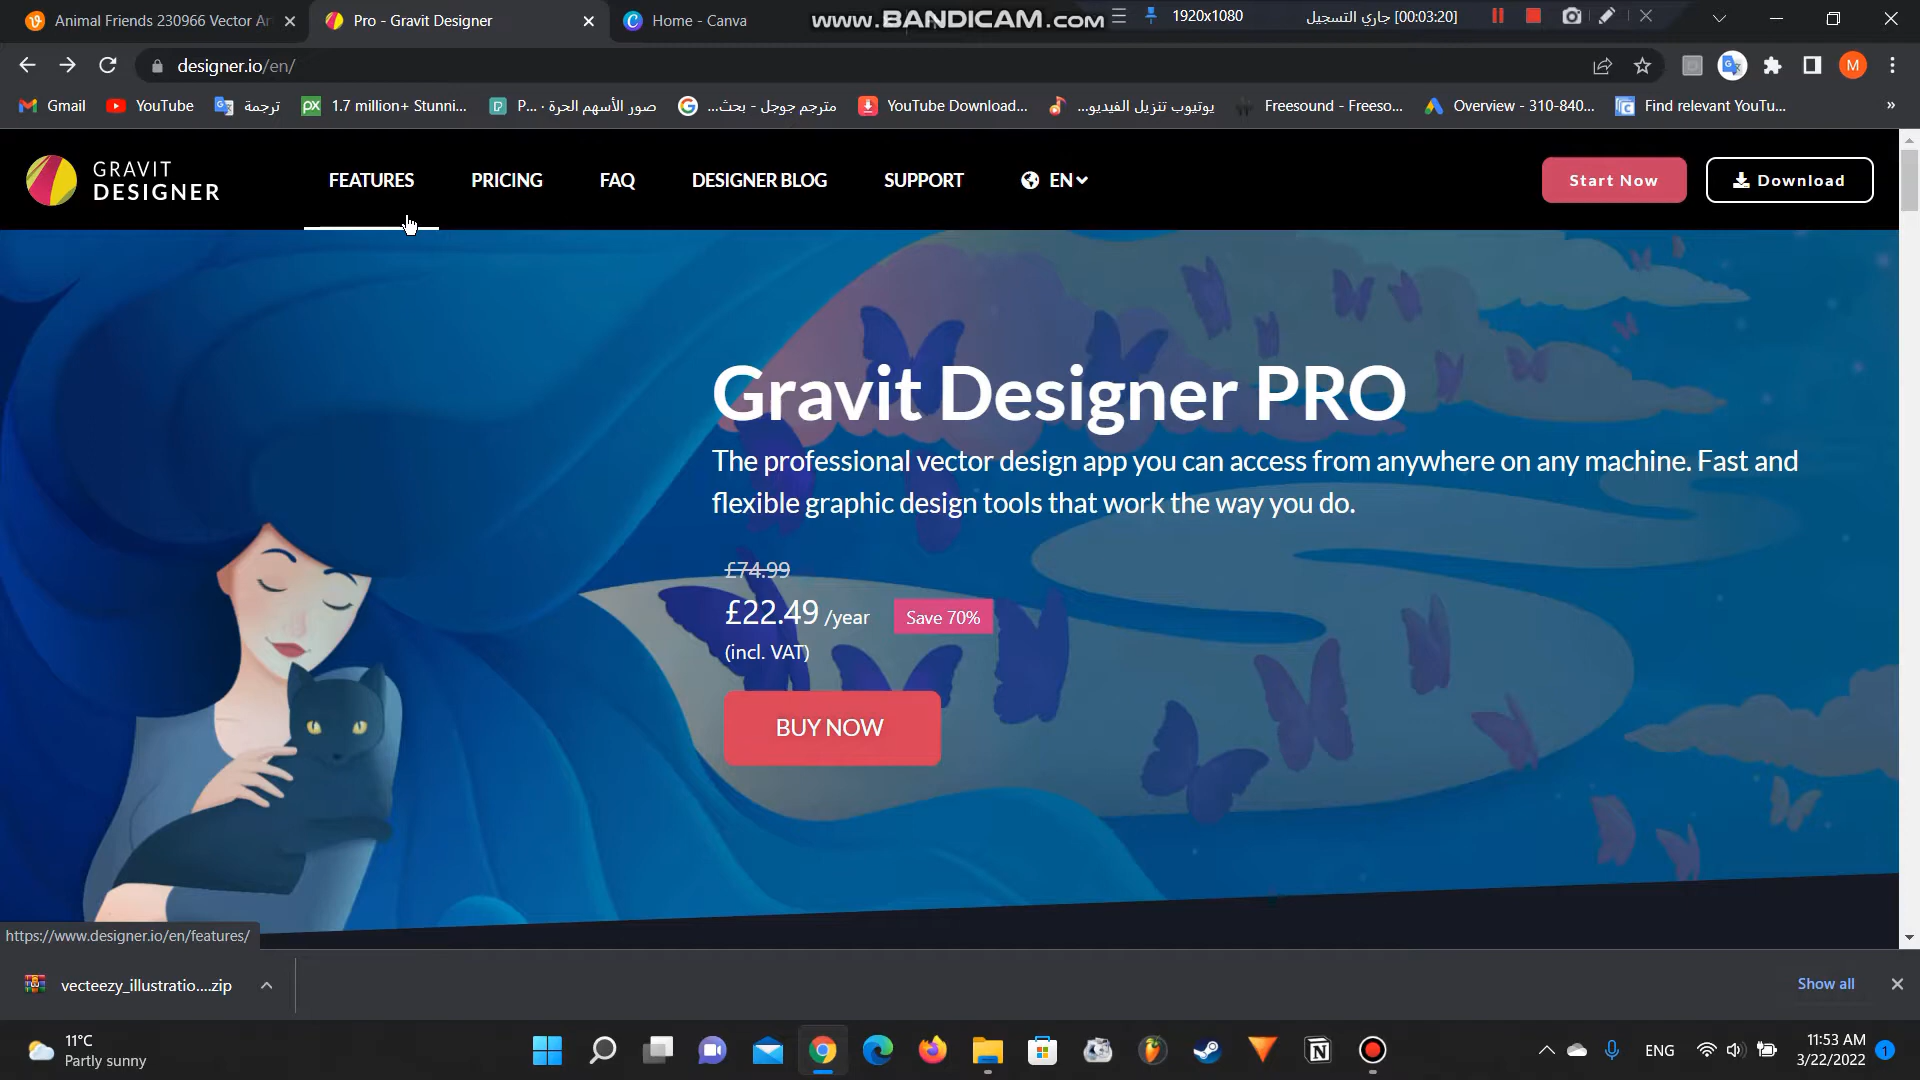 Animal Friends 230966 Vector Ar
Pro - Gravit Designer
Home - Canva
www.BANDICAM.com
1920x1080
جاري التسجيل [00:03:20]
designer.io/en/
M
Gmail
YouTube
ترجمة
1.7 million+ Stunni...
صور الأسهم الحرة · P...
مترجم جوجل - بحث...
YouTube Download...
يوتيوب تنزيل الفيديو...
Freesound - Freeso...
Overview - 310-840...
Find relevant YouTu...
»
GRAVIT
DESIGNER
FEATURES
PRICING
FAQ
DESIGNER BLOG
SUPPORT
EN
Start Now
Download
Gravit Designer PRO
The professional vector design app you can access from anywhere on any machine. Fast and
flexible graphic design tools that work the way you do.
£74.99
£22.49 /year
Save 70%
(incl. VAT)
BUY NOW
https://www.designer.io/en/features/
vecteezy_illustratio....zip
Show all
11°C
Partly sunny
ENG
11:53 AM
3/22/2022
1